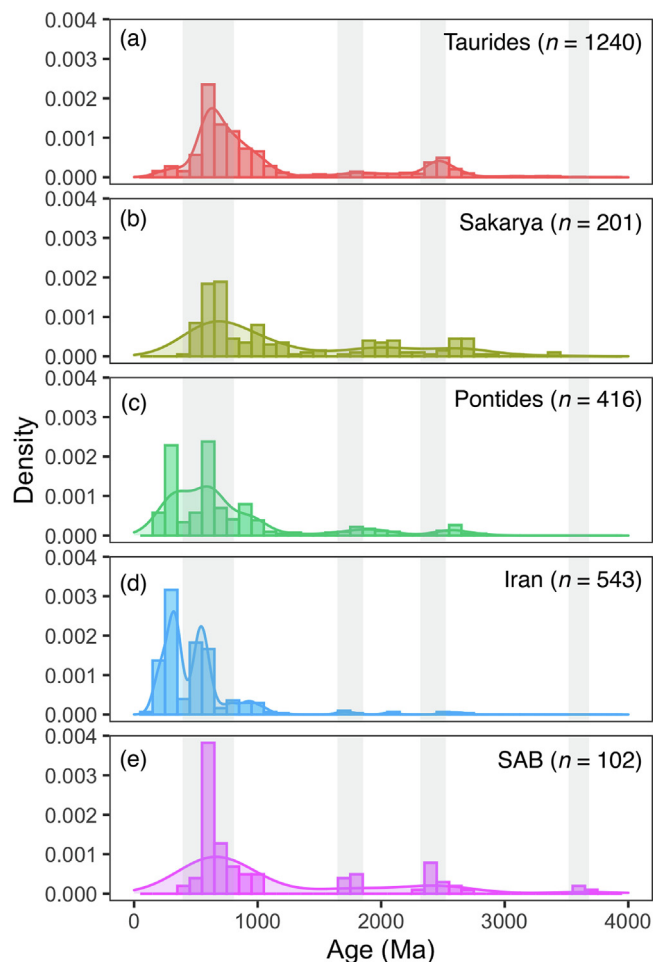 (a)
Taurides (n = 1240)
0.004
0.003
0.002
0.001
0.000
(b)
Sakarya (n = 201)
0.004
0.003
0.002
0.001
0.000
(c)
Pontides (n = 416)
0.004
0.003
0.002
0.001
0.000
(d)
Iran (n = 543)
0.004
0.003
0.002
0.001
0.000
(e)
SAB (n = 102)
0.004
0.003
0.002
0.001
0.000
Density
0
1000
2000
3000
4000
Age (Ma)